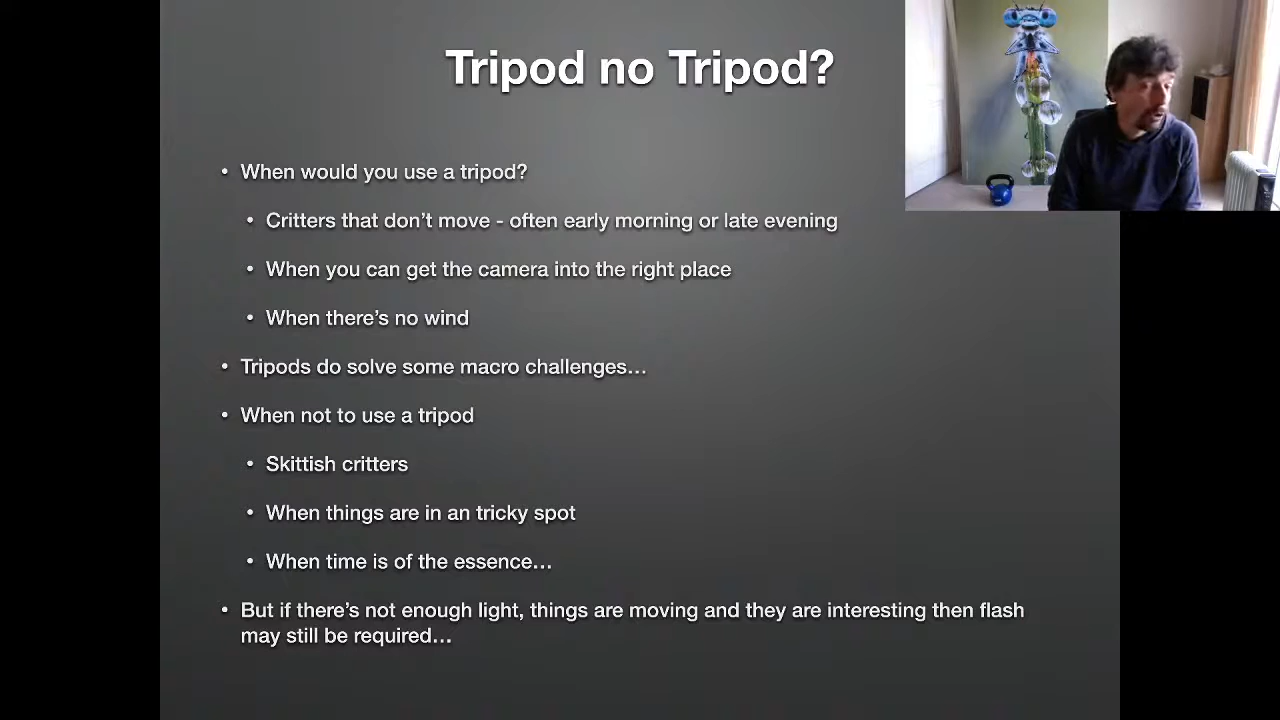 Tripod no Tripod?
• When would you use a tripod?
• Critters that don’t move - often early morning or late evening
• When you can get the camera into the right place
• When there’s no wind
• Tripods do solve some macro challenges…
• When not to use a tripod
• Skittish critters
• When things are in an tricky spot
• When time is of the essence…
• But if there’s not enough light, things are moving and they are interesting then flash
may still be required…